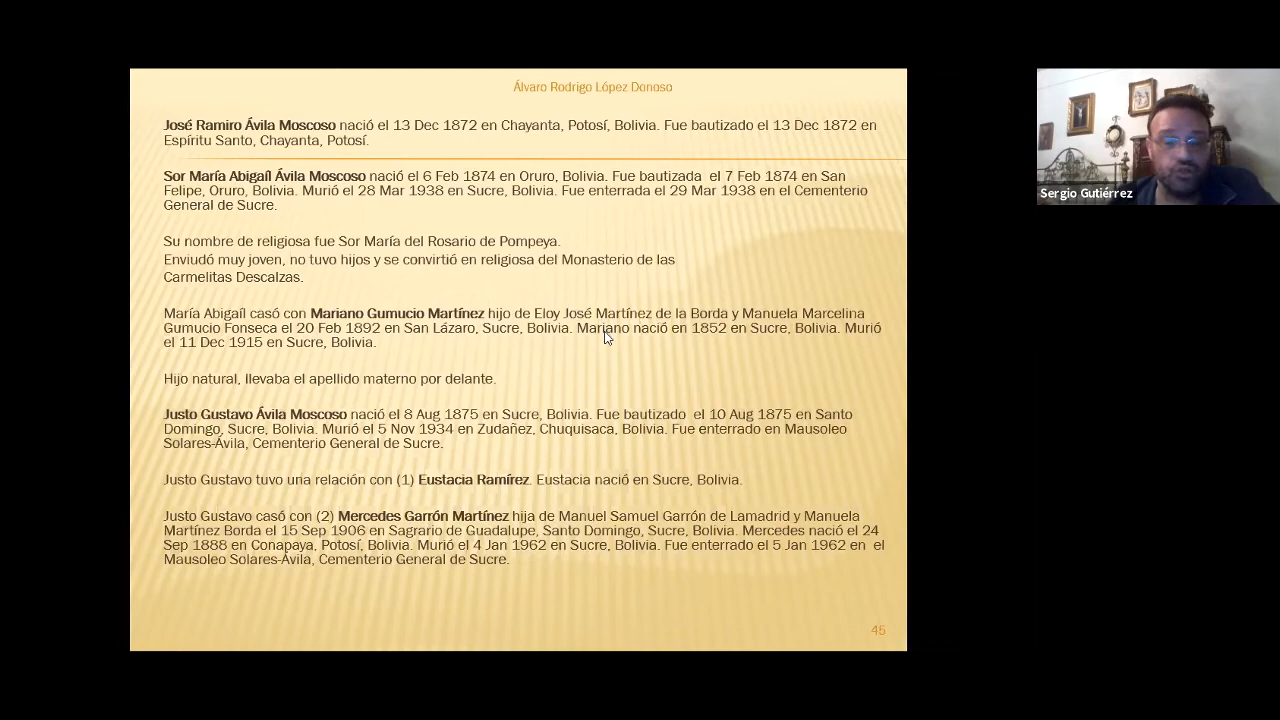 Álvaro Rodrigo López Donoso
José Ramiro Ávila Moscoso nació el 13 Dec 1872 en Chayanta, Potosí, Bolivia. Fue bautizado el 13 Dec 1872 en
Espíritu Santo, Chayanta, Potosí.
Sor María Abigaíl Ávila Moscoso nació el 6 Feb 1874 en Oruro, Bolivia. Fue bautizada el 7 Feb 1874 en San
Felipe, Oruro, Bolivia. Murió el 28 Mar 1938 en Sucre, Bolivia. Fue enterrada el 29 Mar 1938 en el Cementerio
General de Sucre.
Su nombre de religiosa fue Sor María del Rosario de Pompeya.
Enviudó muy joven, no tuvo hijos y se convirtió en religiosa del Monasterio de las
Carmelitas Descalzas.
María Abigaíl casó con Mariano Gumucio Martínez hijo de Eloy José Martínez de la Borda y Manuela Marcelina
Gumucio Fonseca el 20 Feb 1892 en San Lázaro, Sucre, Bolivia. Mariano nació en 1852 en Sucre, Bolivia. Murió
el 11 Dec 1915 en Sucre, Bolivia.
Hijo natural, llevaba el apellido materno por delante.
Justo Gustavo Ávila Moscoso nació el 8 Aug 1875 en Sucre, Bolivia. Fue bautizado el 10 Aug 1875 en Santo
Domingo, Sucre, Bolivia. Murió el 5 Nov 1934 en Zudañez, Chuquisaca, Bolivia. Fue enterrado en Mausoleo
Solares-Ávila, Cementerio General de Sucre.
Justo Gustavo tuvo una relación con (1) Eustacia Ramírez. Eustacia nació en Sucre, Bolivia.
Justo Gustavo casó con (2) Mercedes Garrón Martínez hija de Manuel Samuel Garrón de Lamadrid y Manuela
Martínez Borda el 15 Sep 1906 en Sagrario de Guadalupe, Santo Domingo, Sucre, Bolivia. Mercedes nació el 24
Sep 1888 en Conapaya, Potosí, Bolivia. Murió el 4 Jan 1962 en Sucre, Bolivia. Fue enterrado el 5 Jan 1962 en el
Mausoleo Solares-Ávila, Cementerio General de Sucre.
45
Sergio Gutiérrez